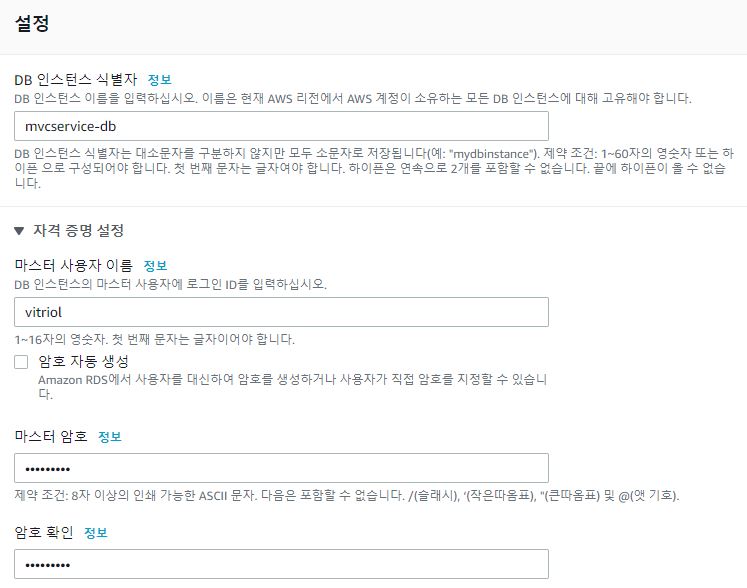 설정
DB 인스턴스 식별자 정보
DB 인스턴스 이름을 입력하십시오. 이름은 현재 AWS 리전에서 AWS 계정이 소유하는 모든 DB 인스턴스에 대해 고유해야 합니다.
mvcservice-db
DB 인스턴스 식별자는 대소문자를 구분하지 않지만 모두 소문자로 저장됩니다(예: "mydbinstance"). 제약 조건: 1~60자의 영숫자 또는 하
이픈 으로 구성되어야 합니다. 첫 번째 문자는 글자여야 합니다. 하이픈은 연속으로 2개를 포함할 수 없습니다. 끝에 하이픈이 올 수 없습
니다.
▼ 자격 증명 설정
마스터 사용자 이름 정보
DB 인스턴스의 마스터 사용자에 로그인 ID를 입력하십시오.
vitriol
1~16자의 영숫자. 첫 번째 문자는 글자이어야 합니다.
암호 자동 생성
Amazon RDS에서 사용자를 대신하여 암호를 생성하거나 사용자가 직접 암호를 지정할 수 있습니
다.
마스터 암호 정보
•••••••••
제약 조건: 8자 이상의 인쇄 가능한 ASCII 문자. 다음은 포함할 수 없습니다. /(슬래시), '(작은따옴표), "(큰따옴표) 및 @(앳 기호).
암호 확인 정보
•••••••••